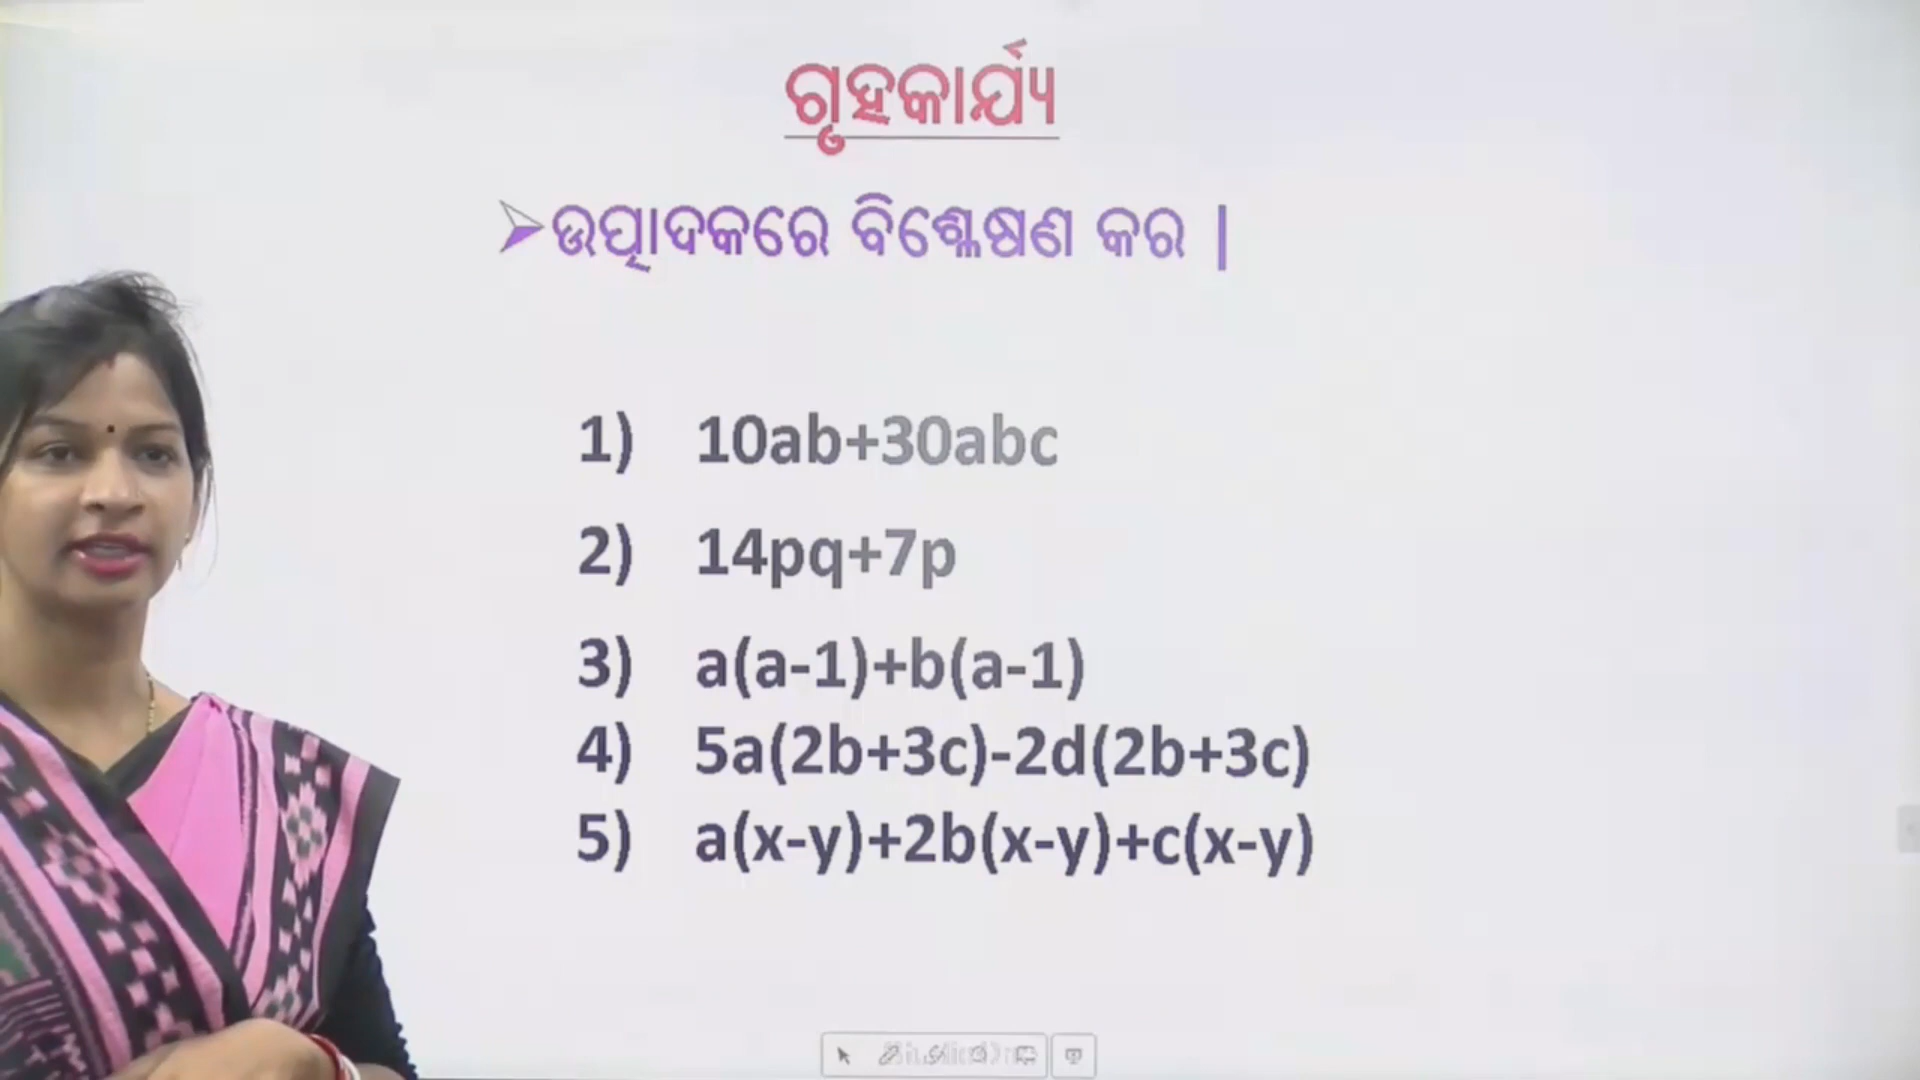 ଗୃହକାର୍ଯ୍ୟ
➢ଉତ୍ପାଦକରେ ବିଶ୍ଳେଷଣ କର |
1) 10ab+30abc
2) 14pq+7p
3) a(a-1)+b(a-1)
4) 5a(2b+3c)-2d(2b+3c)
5) a(x-y)+2b(x-y)+c(x-y)